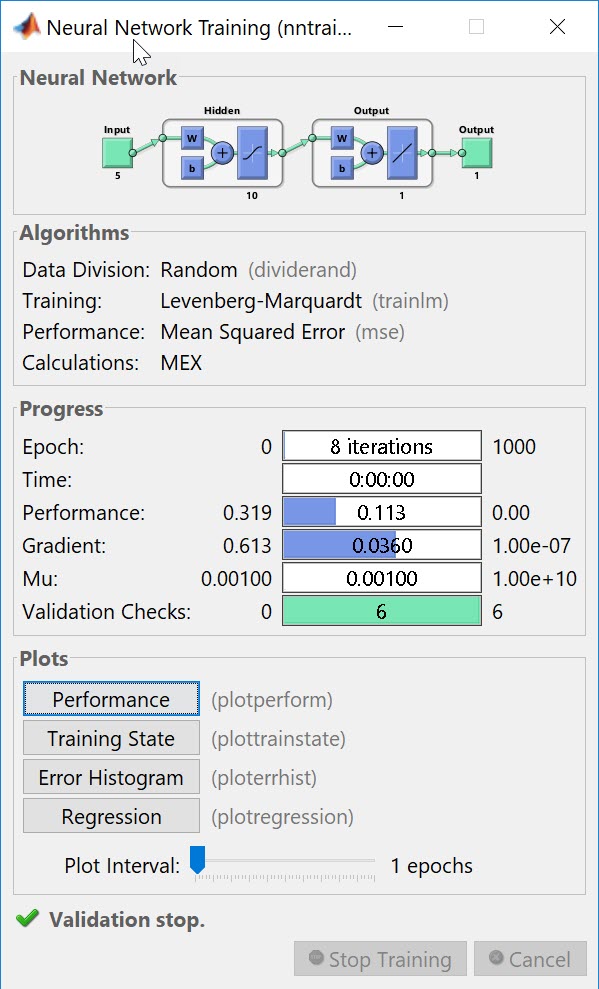 Neural Network Training (nntrai...
Neural Network
Hidden
Output
Input
Output
W
W
b
b
5
10
1
1
Algorithms
Data Division: Random (dividerand)
Training: Levenberg-Marquardt (trainlm)
Performance: Mean Squared Error (mse)
Calculations: MEX
Progress
Epoch: 0 8 iterations 1000
Time: 0:00:00
Performance: 0.319 0.113 0.00
Gradient: 0.613 0.0360 1.00e-07
Mu: 0.00100 0.00100 1.00e+10
Validation Checks: 0 6 6
Plots
Performance (plotperform)
Training State (plottrainstate)
Error Histogram (ploterrhist)
Regression (plotregression)
Plot Interval: 1 epochs
Validation stop.
Stop Training Cancel